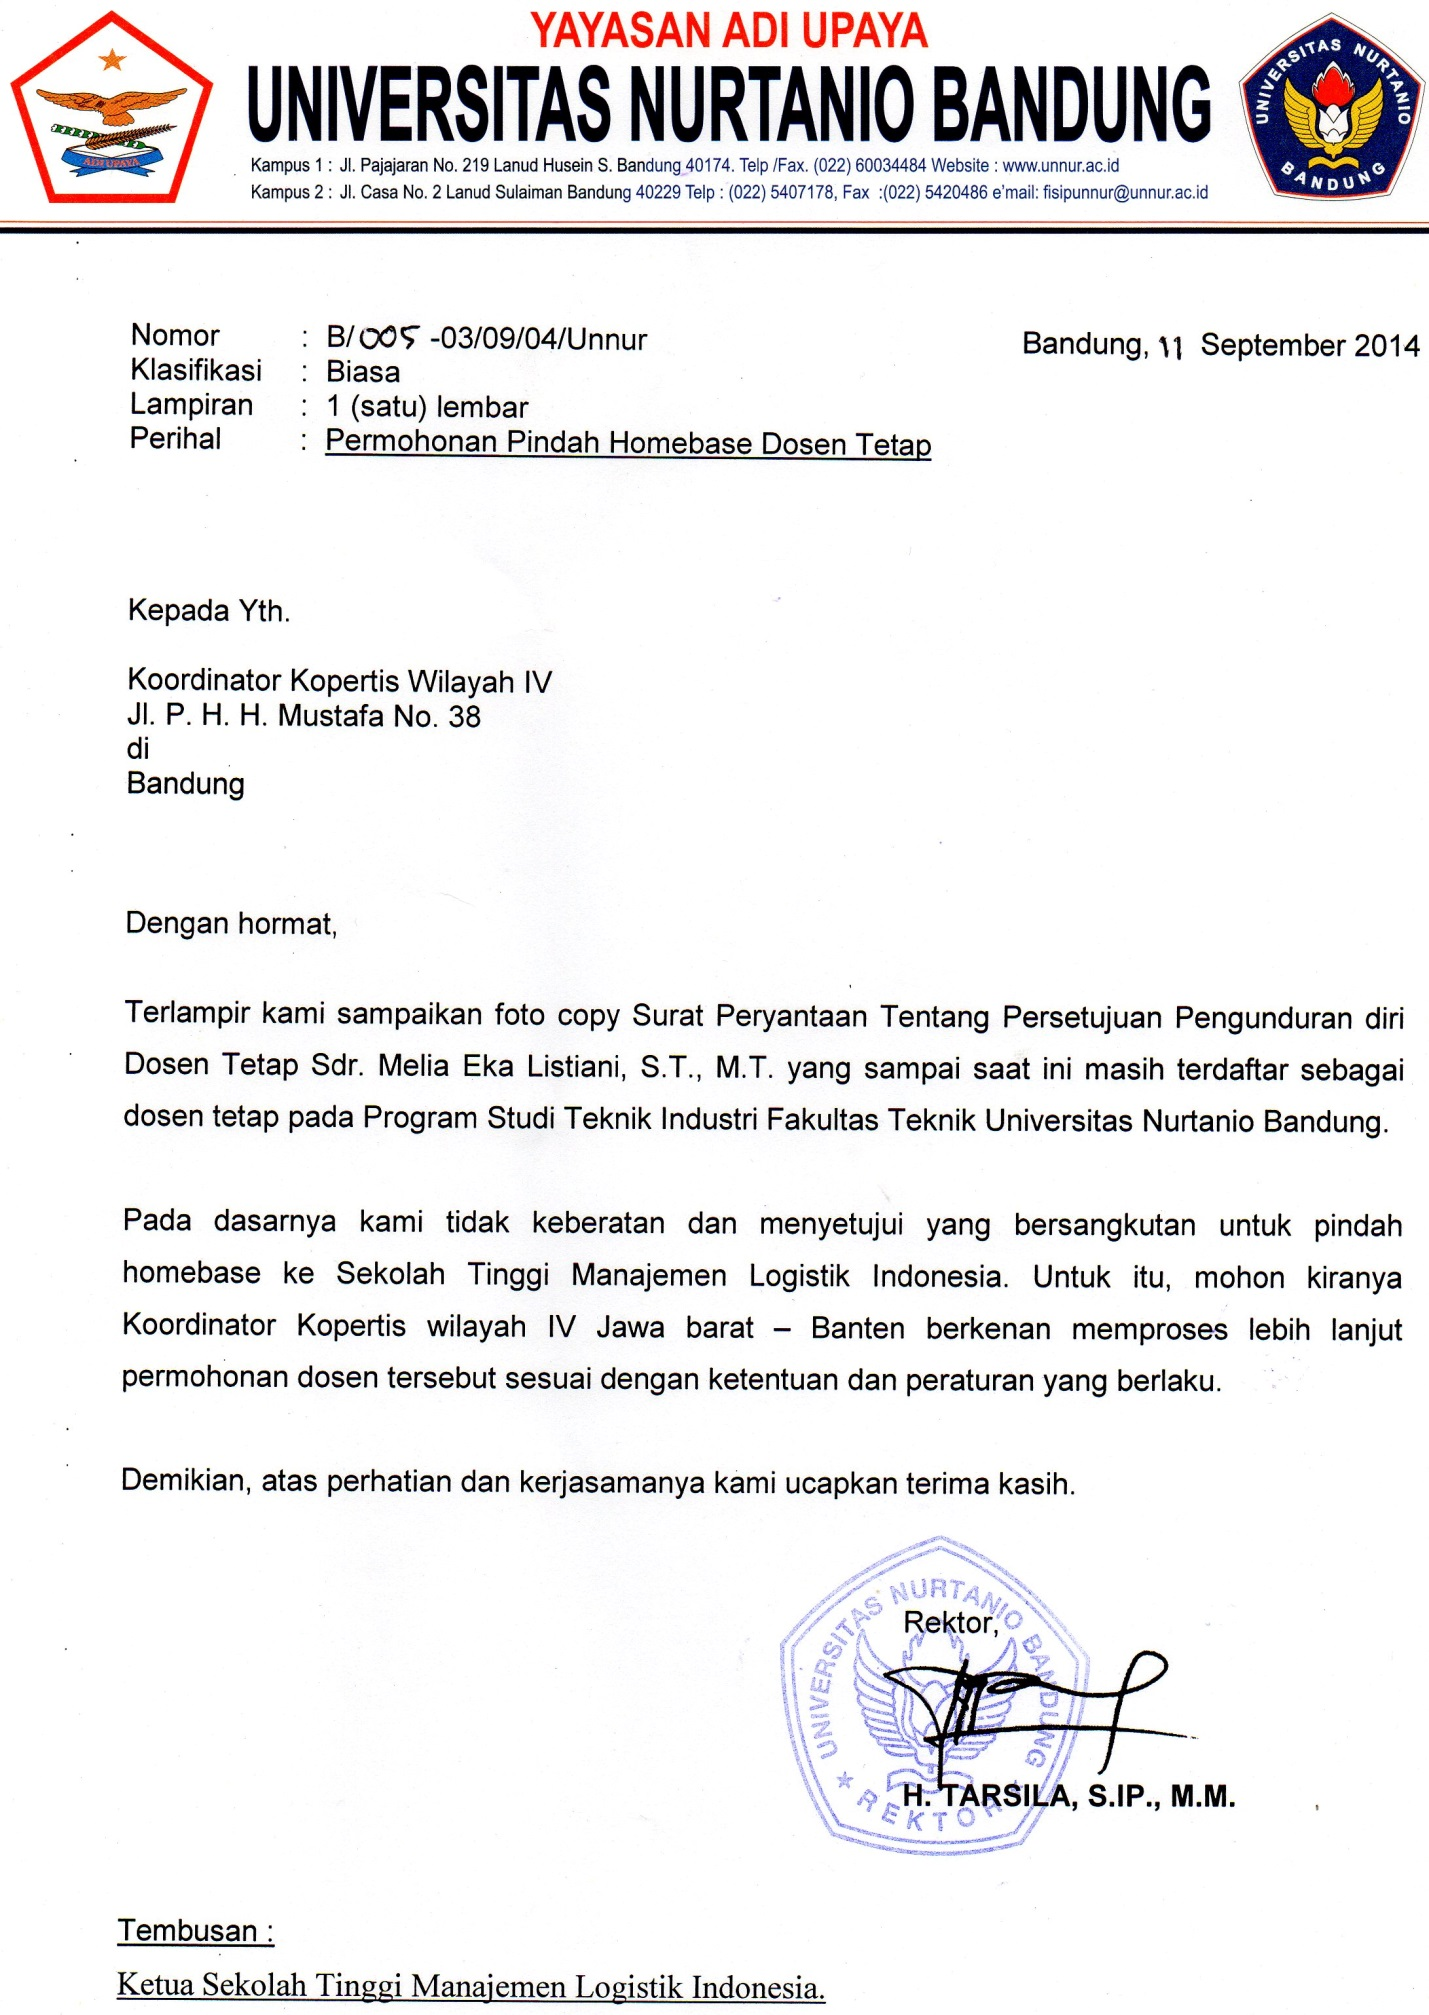 YAYASAN ADI UPAYA
UNIVERSITAS NURTANIO BANDUNG
Kampus 1 : Jl. Pajajaran No. 219 Lanud Husein S. Bandung 40174. Telp /Fax. (022) 60034484 Website : www.unnur.ac.id
Kampus 2 : Jl. Casa No. 2 Lanud Sulaiman Bandung 40229 Telp : (022) 5407178, Fax :(022) 5420486 e'mail: fisipunnur@unnur.ac.id
ADI UPAYA
UNIVERSITAS NURTANIO
BANDUNG
Nomor : B/005 -03/09/04/Unnur
Bandung, 11 September 2014
Klasifikasi : Biasa
Lampiran : 1 (satu) lembar
Perihal : Permohonan Pindah Homebase Dosen Tetap
Kepada Yth.
Koordinator Kopertis Wilayah IV
Jl. P. H. H. Mustafa No. 38
di
Bandung
Dengan hormat,
Terlampir kami sampaikan foto copy Surat Peryantaan Tentang Persetujuan Pengunduran diri
Dosen Tetap Sdr. Melia Eka Listiani, S.T., M.T. yang sampai saat ini masih terdaftar sebagai
dosen tetap pada Program Studi Teknik Industri Fakultas Teknik Universitas Nurtanio Bandung.
Pada dasarnya kami tidak keberatan dan menyetujui yang bersangkutan untuk pindah
homebase ke Sekolah Tinggi Manajemen Logistik Indonesia. Untuk itu, mohon kiranya
Koordinator Kopertis wilayah IV Jawa barat – Banten berkenan memproses lebih lanjut
permohonan dosen tersebut sesuai dengan ketentuan dan peraturan yang berlaku.
Demikian, atas perhatian dan kerjasamanya kami ucapkan terima kasih.
UNIVERSITAS NURTANIO BANDUNG
Rektor,
H. TARSILA, S.IP., M.M.
REKTOR
Tembusan :
Ketua Sekolah Tinggi Manajemen Logistik Indonesia.